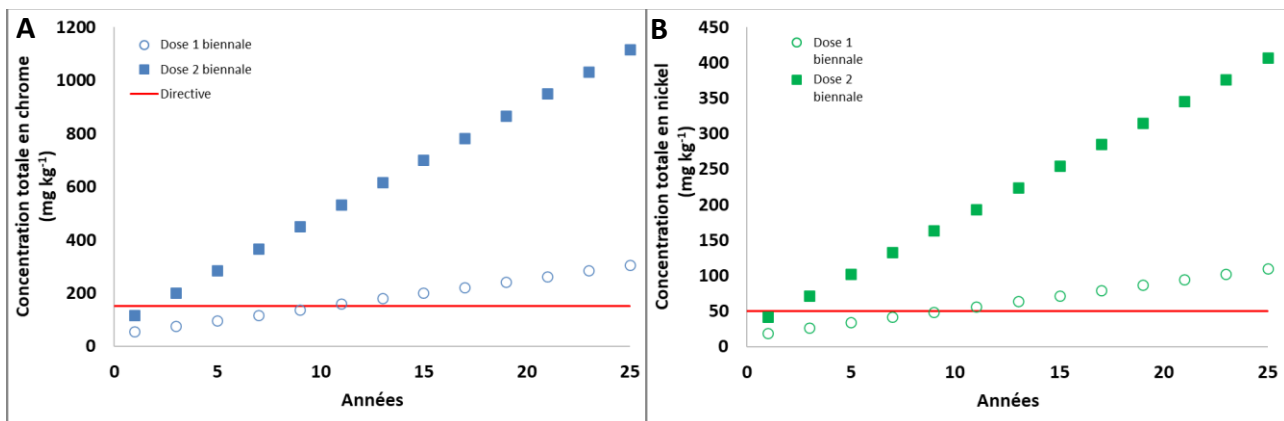 A
Concentration totale en chrome
(mg kg-1)
1200
1000
800
600
400
200
0
Dose 1 biennale
Dose 2 biennale
Directive
0 5 10 15 20 25
Années
B
Concentration totale en nickel
(mg kg-1)
450
400
350
300
250
200
150
100
50
0
Dose 1
biennale
Dose 2
biennale
0 5 10 15 20 25
Années